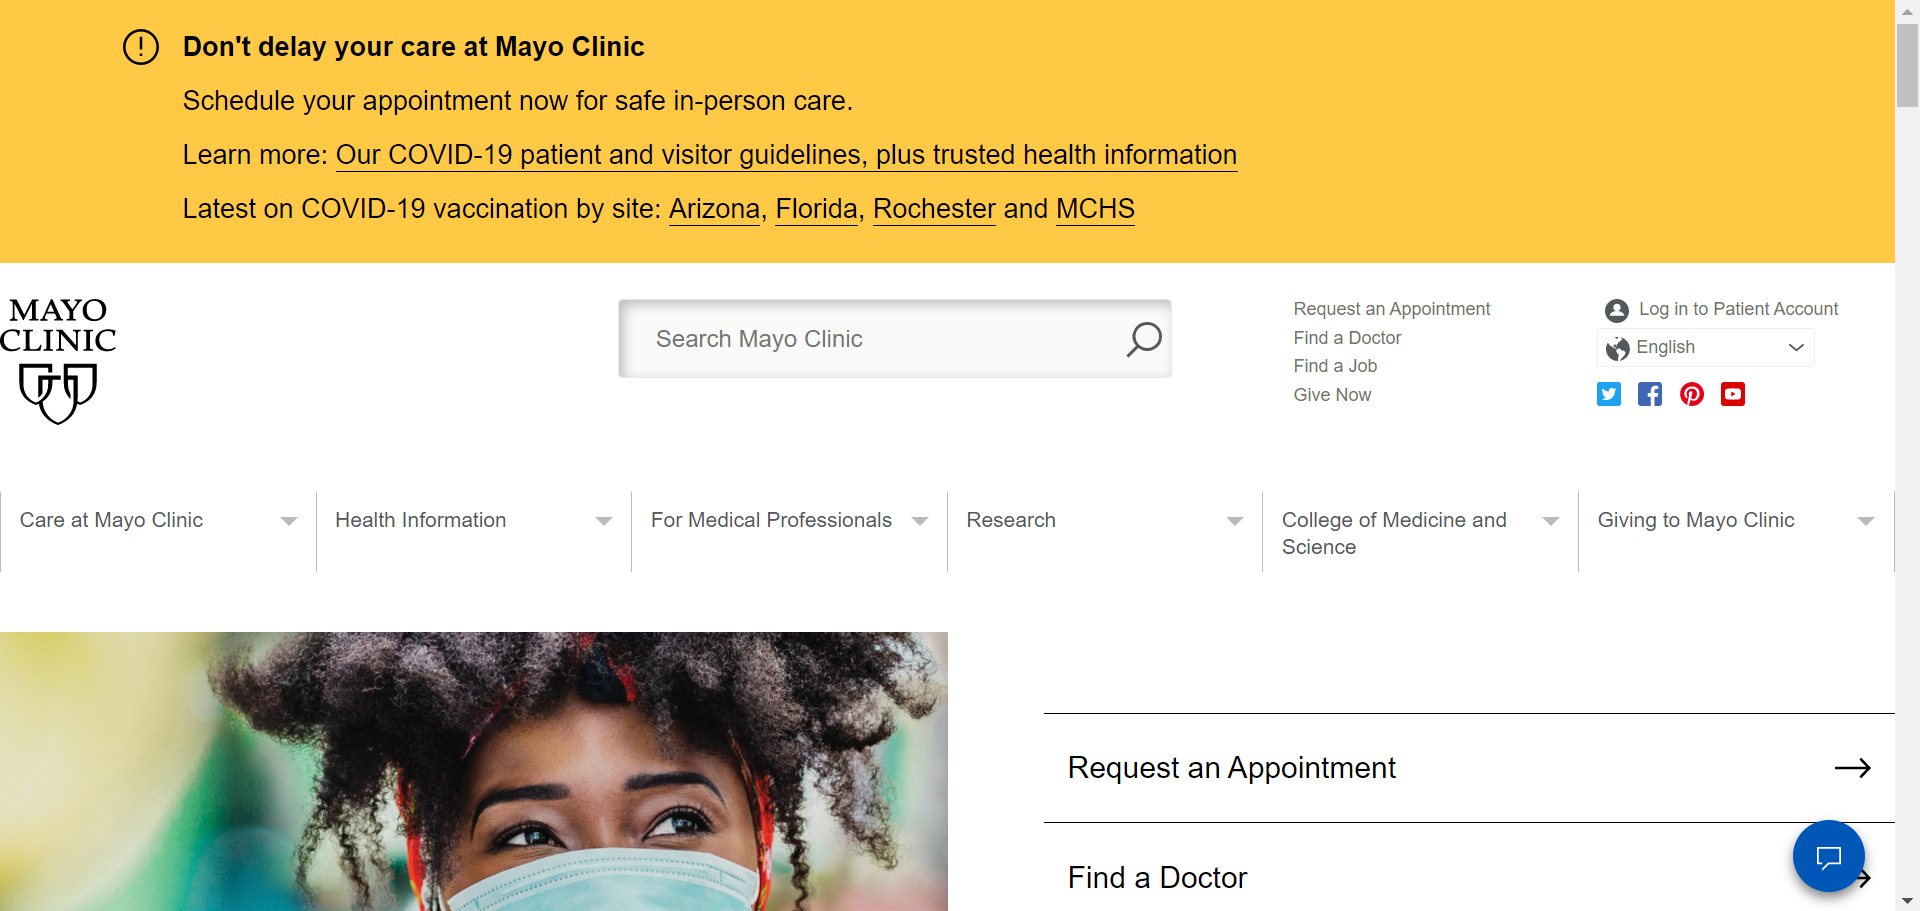 Don't delay your care at Mayo Clinic
Schedule your appointment now for safe in-person care.
Learn more: Our COVID-19 patient and visitor guidelines, plus trusted health information
Latest on COVID-19 vaccination by site: Arizona, Florida, Rochester and MCHS
MAYO
CLINIC
Search Mayo Clinic
Request an Appointment
Find a Doctor
Find a Job
Give Now
Log in to Patient Account
English
Care at Mayo Clinic
Health Information
For Medical Professionals
Research
College of Medicine and
Science
Giving to Mayo Clinic
Request an Appointment
Find a Doctor